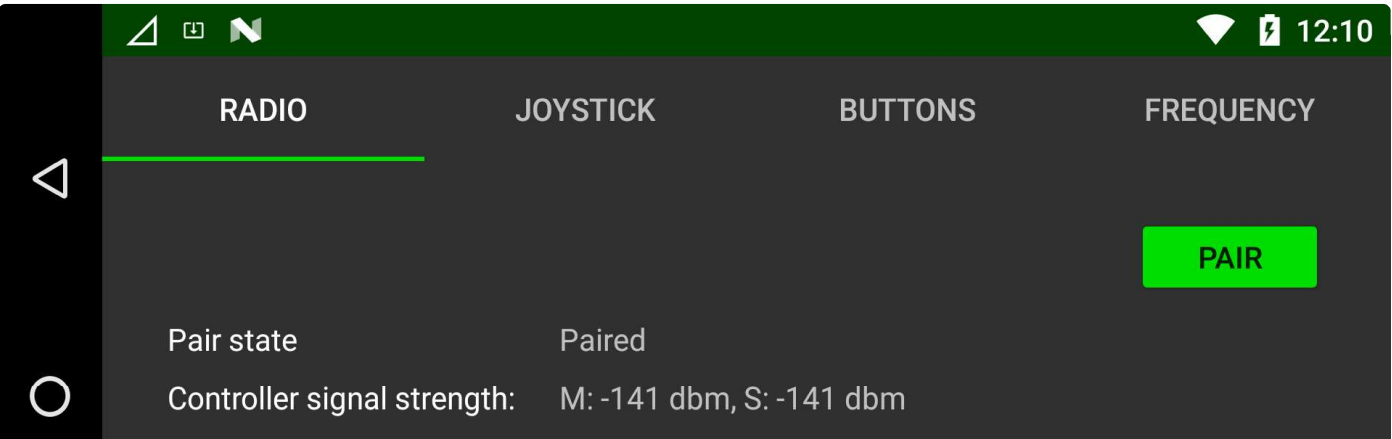 12:10
RADIO JOYSTICK BUTTONS FREQUENCY
PAIR
Pair state Paired
Controller signal strength: M: -141 dbm, S: -141 dbm